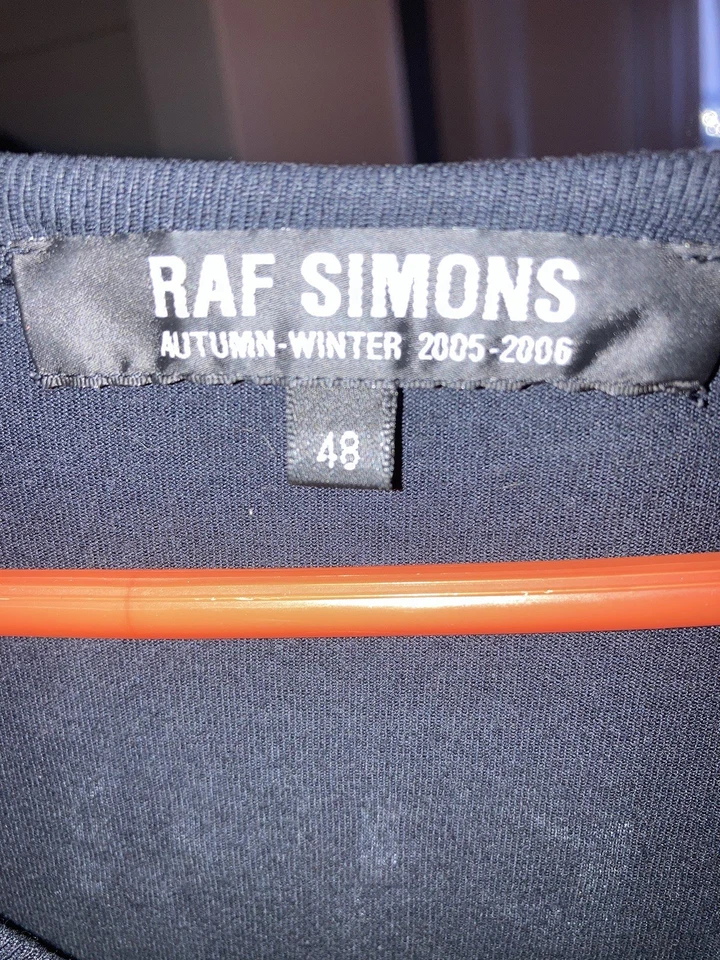 RAF SIMONS
AUTUMN-WINTER 2005-2006
48